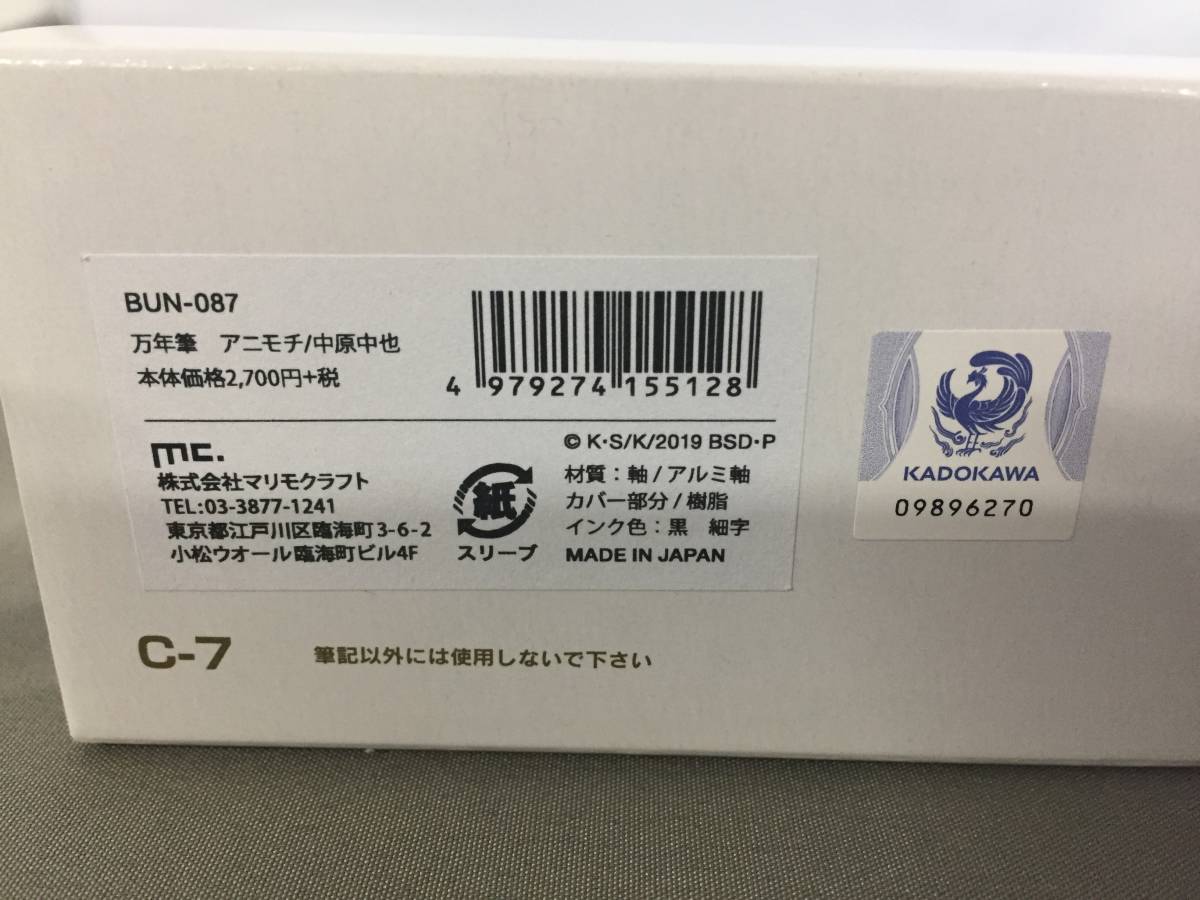 BUN-087
万年筆　アニモチ/中原中也
本体価格2,700円+税
4 979274 155128
mc.
株式会社マリモクラフト
TEL:03-3877-1241
東京都江戸川区臨海町3-6-2
小松ウオール臨海町ビル4F
紙
スリーブ
© K・S/K/2019 BSD・P
材質：軸/アルミ軸
カバー部分/樹脂
インク色：黒　細字
MADE IN JAPAN
KADOKAWA
09896270
C-7
筆記以外には使用しないで下さい